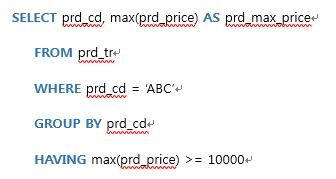 SELECT prd_cd, max(prd_price) AS prd_max_price↵
FROM prd_tr↵
WHERE prd_cd = ‘ABC’↵
GROUP BY prd_cd↵
HAVING max(prd_price) >= 10000↵